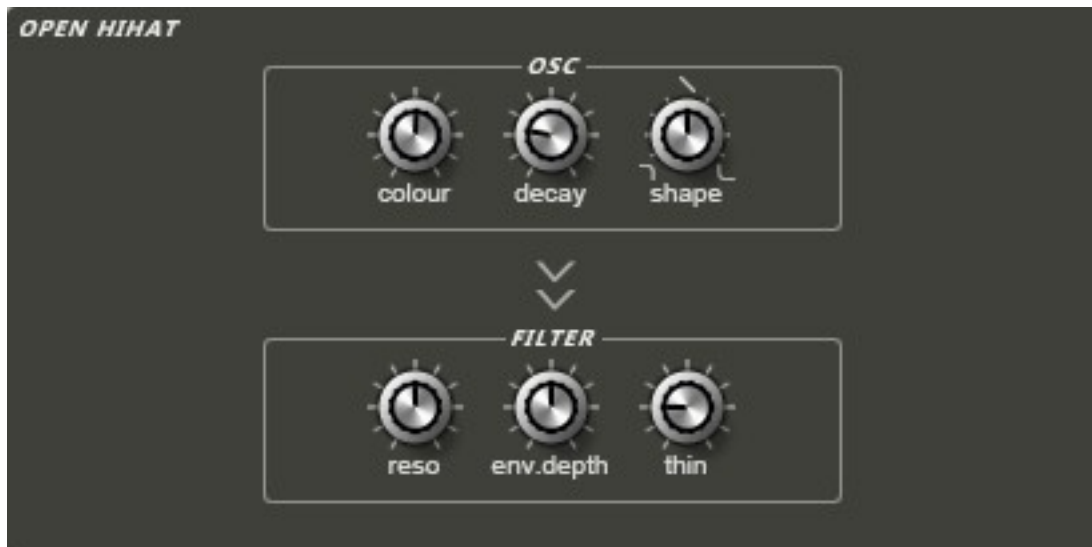 OPEN HIHAT
OSC
colour decay shape
FILTER
reso env.depth thin